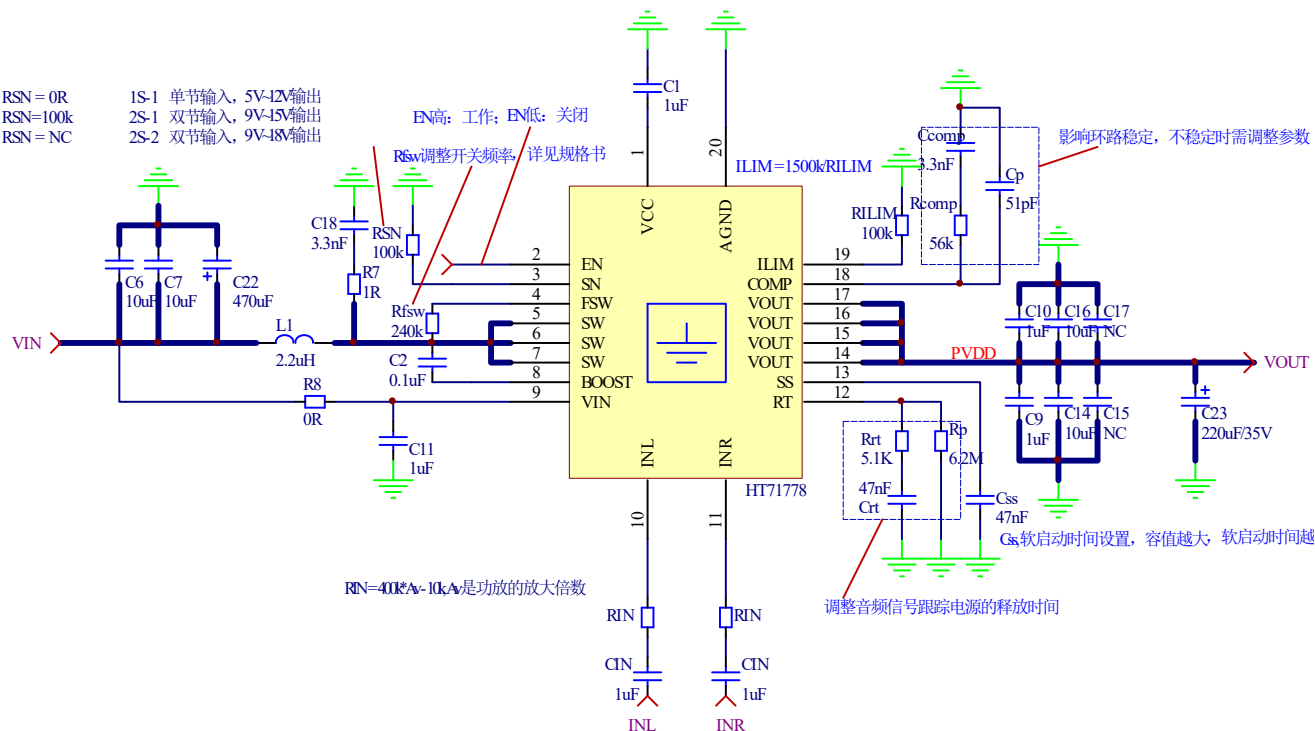 RSN = 0R 1S-1 单节输入，5V~12V输出
RSN=100k 2S-1 双节输入，9V~15V输出
RSN = NC 2S-2 双节输入，9V~18V输出
EN高：工作；EN低：关闭
Rfsw调整开关频率，详见规格书
C1
1uF
1
20
ILIM=1500k/RILIM
影响环路稳定，不稳定时需调整参数
Ccomp
3.3nF
Cp
51pF
Rcomp
56k
RILIM
100k
C18
3.3nF
RSN
100k
R7
1R
C6
10uF
C7
10uF
C22
470uF
+
VIN
L1
2.2uH
Rfsw
240k
C2
0.1uF
R8
0R
C11
1uF
VCC
AGND
2 EN
3 SN
4 FSW
5 SW
6 SW
7 SW
8 BOOST
9 VIN
ILIM 19
COMP 18
VOUT 17
VOUT 16
VOUT 15
VOUT 14
SS 13
RT 12
INL
INR
HT71778
10
11
PVDD
C10
1uF
C16
10uF
C17
NC
VOUT
C9
1uF
C14
10uF
C15
NC
+
C23
220uF/35V
Rrt
5.1K
Rp
6.2M
47nF
Crt
Css
47nF
Css,软启动时间设置，容值越大，软启动时间越
调整音频信号跟踪电源的释放时间
RIN=400k*Av-10k,Av是功放的放大倍数
RIN
RIN
CIN
1uF
CIN
1uF
INL
INR